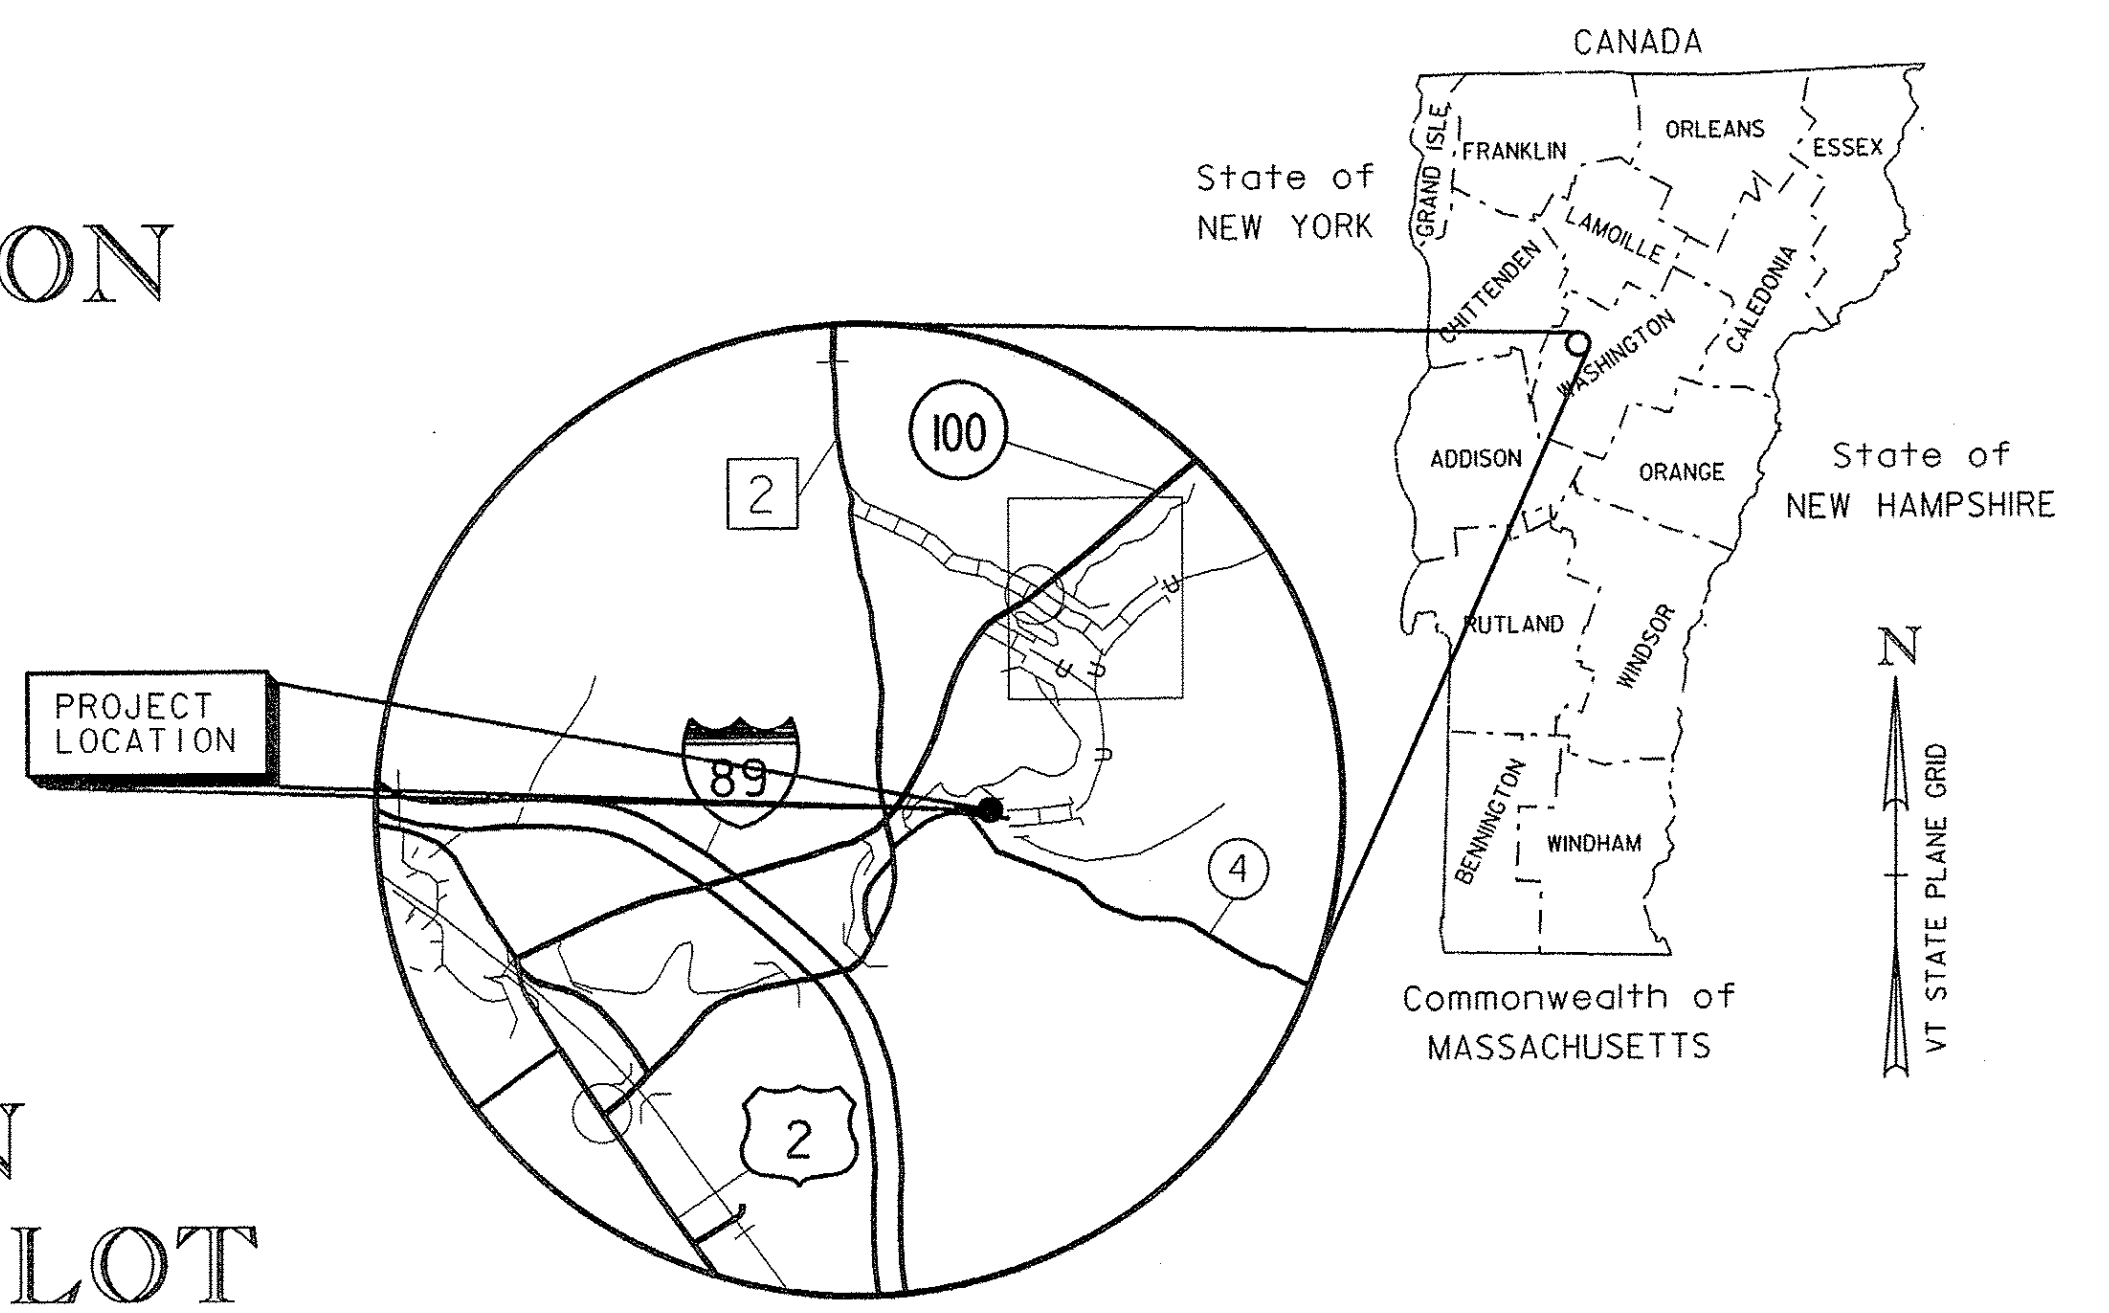 CANADA
GRAND ISLE
FRANKLIN
ORLEANS
ESSEX
State of
NEW YORK
LAMOILLE
CHITTENDEN
CALEDONIA
WASHINGTON
ON
100
2
ADDISON
ORANGE
State of
NEW HAMPSHIRE
RUTLAND
WINDSOR
N
PROJECT
LOCATION
89
BENNINGTON
WINDHAM
4
VT STATE PLANE GRID
Commonwealth of
MASSACHUSETTS
2
N
LOT